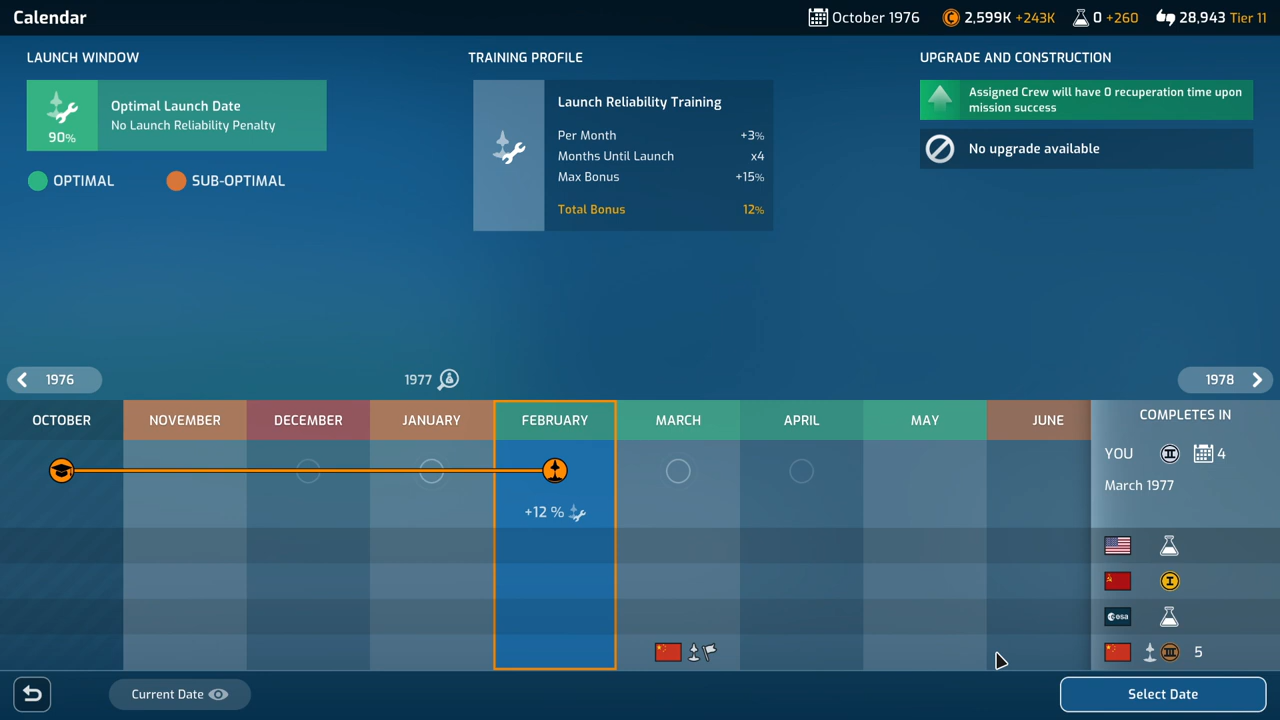 Calendar
October 1976
C 2,599K +243K
0 +260
28,943 Tier 11
LAUNCH WINDOW
90%
Optimal Launch Date
No Launch Reliability Penalty
OPTIMAL
SUB-OPTIMAL
TRAINING PROFILE
Launch Reliability Training
Per Month +3%
Months Until Launch x4
Max Bonus +15%
Total Bonus 12%
UPGRADE AND CONSTRUCTION
Assigned Crew will have 0 recuperation time upon
mission success
No upgrade available
1976
1977
1978
OCTOBER NOVEMBER DECEMBER JANUARY FEBRUARY MARCH APRIL MAY JUNE
+12 %
COMPLETES IN
YOU II 4
March 1977
I
esa
III 5
Current Date
Select Date